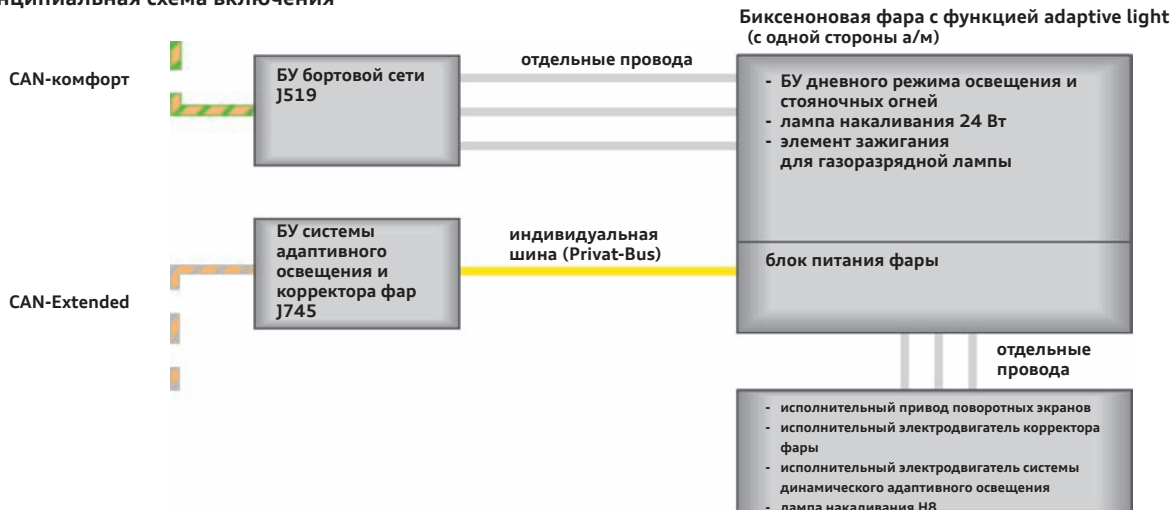 Биксеноновая фара с функцией adaptive light
(с одной стороны а/м)
CAN-комфорт
БУ бортовой сети
J519
отдельные провода
- БУ дневного режима освещения и
стояночных огней
- лампа накаливания 24 Вт
- элемент зажигания
для газоразрядной лампы
CAN-Extended
БУ системы
адаптивного
освещения и
корректора фар
J745
индивидуальная
шина (Privat-Bus)
блок питания фары
отдельные
провода
- исполнительный привод поворотных экранов
- исполнительный электродвигатель корректора
фары
- исполнительный электродвигатель системы
динамического адаптивного освещения
- лампа накаливания H8